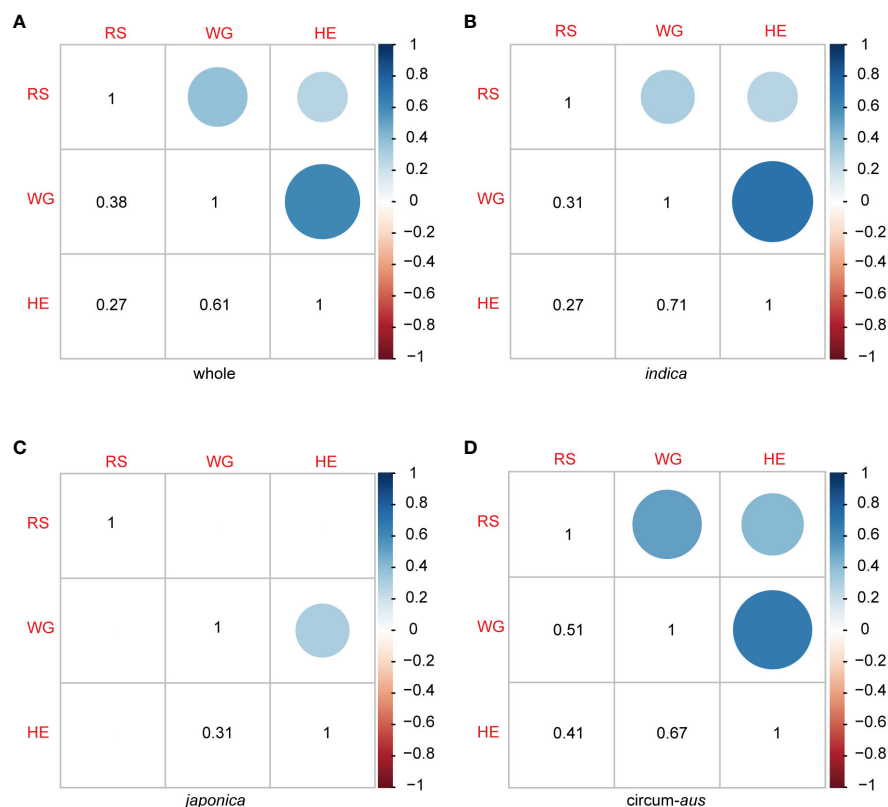 A
RS WG HE
RS 1
WG 0.38 1
HE 0.27 0.61 1
1
0.8
0.6
0.4
0.2
0
−0.2
−0.4
−0.6
−0.8
−1
whole
B
RS WG HE
RS 1
WG 0.31 1
HE 0.27 0.71 1
1
0.8
0.6
0.4
0.2
0
−0.2
−0.4
−0.6
−0.8
−1
indica
C
RS WG HE
RS 1
WG 1
HE 0.31 1
1
0.8
0.6
0.4
0.2
0
−0.2
−0.4
−0.6
−0.8
−1
japonica
D
RS WG HE
RS 1
WG 0.51 1
HE 0.41 0.67 1
1
0.8
0.6
0.4
0.2
0
−0.2
−0.4
−0.6
−0.8
−1
circum-aus